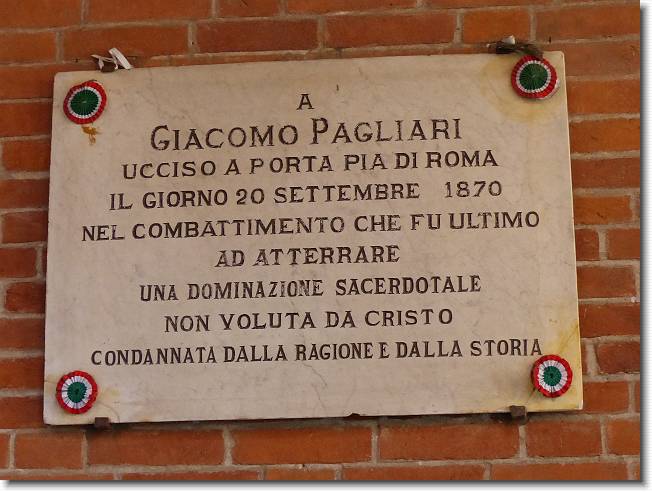 A
GIACOMO PAGLIARI
UCCISO A PORTA PIA DI ROMA
IL GIORNO 20 SETTEMBRE 1870
NEL COMBATTIMENTO CHE FU ULTIMO
AD ATTERRARE
UNA DOMINAZIONE SACERDOTALE
NON VOLUTA DA CRISTO
CONDANNATA DALLA RAGIONE E DALLA STORIA